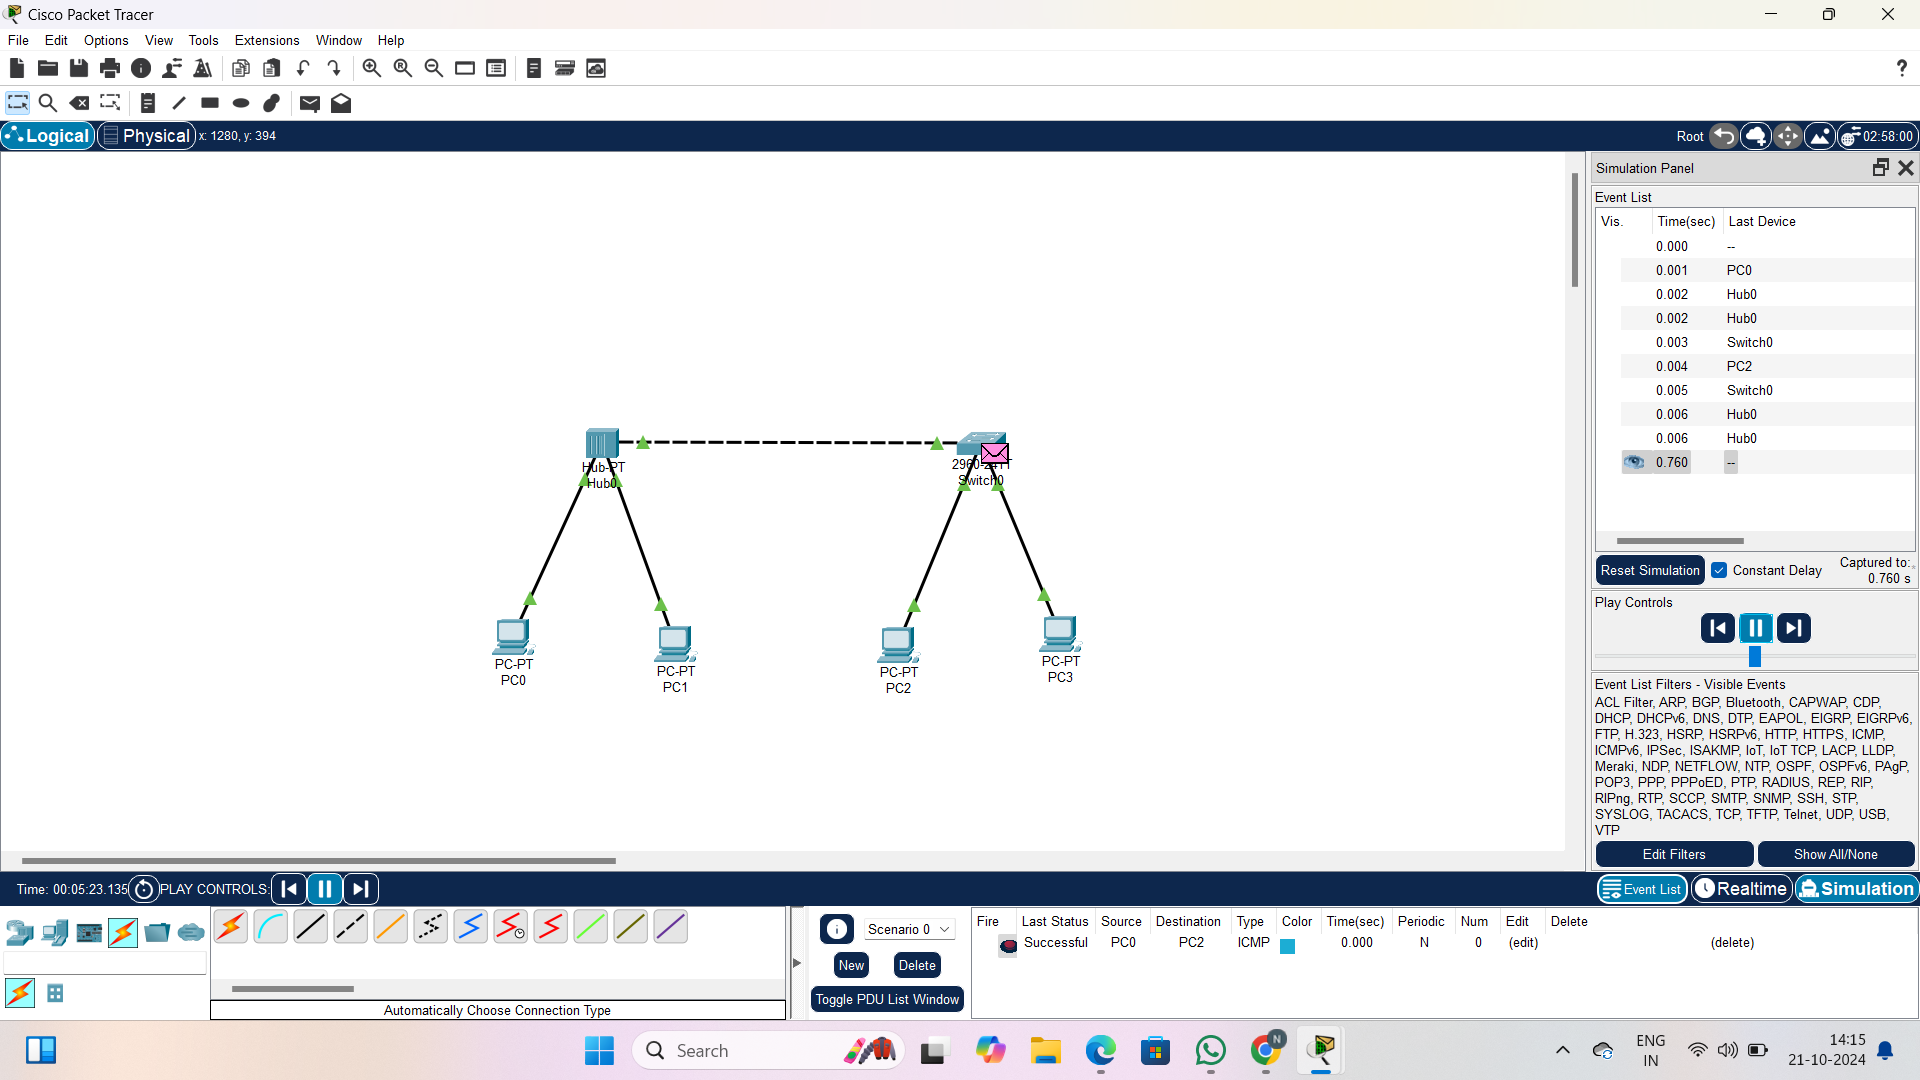 Cisco Packet Tracer
File Edit Options View Tools Extensions Window Help
?
Logical Physical x: 1280, y: 394 Root 02:58:00
Simulation Panel
Event List
Vis. Time(sec) Last Device
0.000 --
0.001 PC0
0.002 Hub0
0.002 Hub0
0.003 Switch0
0.004 PC2
0.005 Switch0
0.006 Hub0
0.006 Hub0
0.760 --
Reset Simulation Constant Delay Captured to:
0.760 s
Play Controls
Event List Filters - Visible Events
ACL Filter, ARP, BGP, Bluetooth, CAPWAP, CDP,
DHCP, DHCPv6, DNS, DTP, EAPOL, EIGRP, EIGRPv6,
FTP, H.323, HSRP, HSRPv6, HTTP, HTTPS, ICMP,
ICMPv6, IPSec, ISAKMP, IoT, IoT TCP, LACP, LLDP,
Meraki, NDP, NETFLOW, NTP, OSPF, OSPFv6, PAgP,
POP3, PPP, PPPoED, PTP, RADIUS, REP, RIP,
RIPng, RTP, SCCP, SMTP, SNMP, SSH, STP,
SYSLOG, TACACS, TCP, TFTP, Telnet, UDP, USB,
VTP
Edit Filters Show All/None
Hub-PT
Hub0
2960-24TT
Switch0
PC-PT
PC0
PC-PT
PC1
PC-PT
PC2
PC-PT
PC3
Time: 00:05:23.135 PLAY CONTROLS: Event List Realtime Simulation
Automatically Choose Connection Type
Scenario 0
New Delete
Toggle PDU List Window
Fire Last Status Source Destination Type Color Time(sec) Periodic Num Edit Delete
Successful PC0 PC2 ICMP 0.000 N 0 (edit) (delete)
Search
N
ENG
IN
14:15
21-10-2024